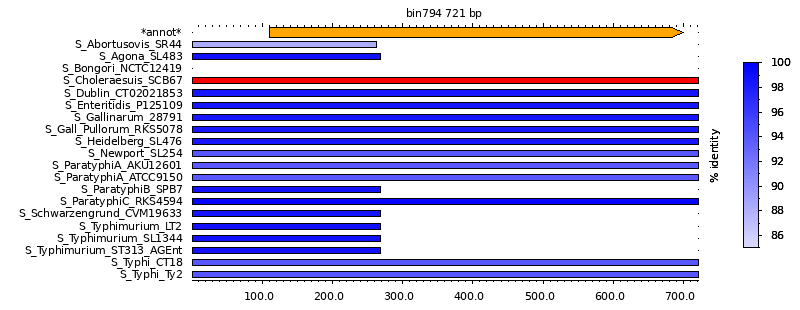 bin794 721 bp
*annot*
S_Abortusovis_SR44
S_Agona_SL483
S_Bongori_NCTC12419
S_Choleraesuis_SCB67
S_Dublin_CT02021853
S_Enteritidis_P125109
S_Gallinarum_28791
S_Gall_Pullorum_RKS5078
S_Heidelberg_SL476
S_Newport_SL254
S_ParatyphiA_AKU12601
S_ParatyphiA_ATCC9150
S_ParatyphiB_SPB7
S_ParatyphiC_RKS4594
S_Schwarzengrund_CVM19633
S_Typhimurium_LT2
S_Typhimurium_SL1344
S_Typhimurium_ST313_AGEnt
S_Typhi_CT18
S_Typhi_Ty2
100.0 200.0 300.0 400.0 500.0 600.0 700.0
% identity
100
98
96
94
92
90
88
86